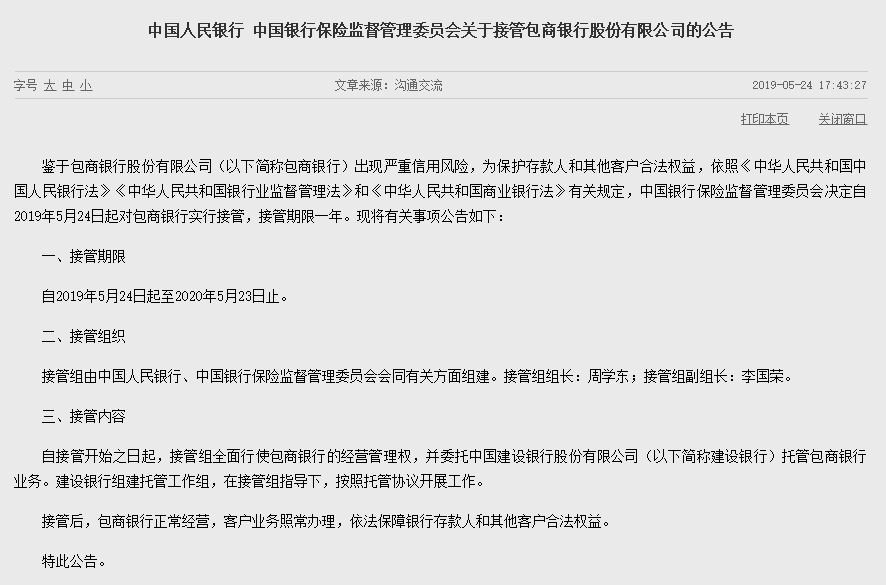 中国人民银行 中国银行保险监督管理委员会关于接管包商银行股份有限公司的公告
字号 大 中 小 文章来源：沟通交流 2019-05-24 17:43:27
打印本页 关闭窗口
鉴于包商银行股份有限公司（以下简称包商银行）出现严重信用风险，为保护存款人和其他客户合法权益，依照《中华人民共和国中
国人民银行法》《中华人民共和国银行业监督管理法》和《中华人民共和国商业银行法》有关规定，中国银行保险监督管理委员会决定自
2019年5月24日起对包商银行实行接管，接管期限一年。现将有关事项公告如下：
一、接管期限
自2019年5月24日起至2020年5月23日止。
二、接管组织
接管组由中国人民银行、中国银行保险监督管理委员会会同有关方面组建。接管组组长：周学东；接管组副组长：李国荣。
三、接管内容
自接管开始之日起，接管组全面行使包商银行的经营管理权，并委托中国建设银行股份有限公司（以下简称建设银行）托管包商银行
业务。建设银行组建托管工作组，在接管组指导下，按照托管协议开展工作。
接管后，包商银行正常经营，客户业务照常办理，依法保障银行存款人和其他客户合法权益。
特此公告。